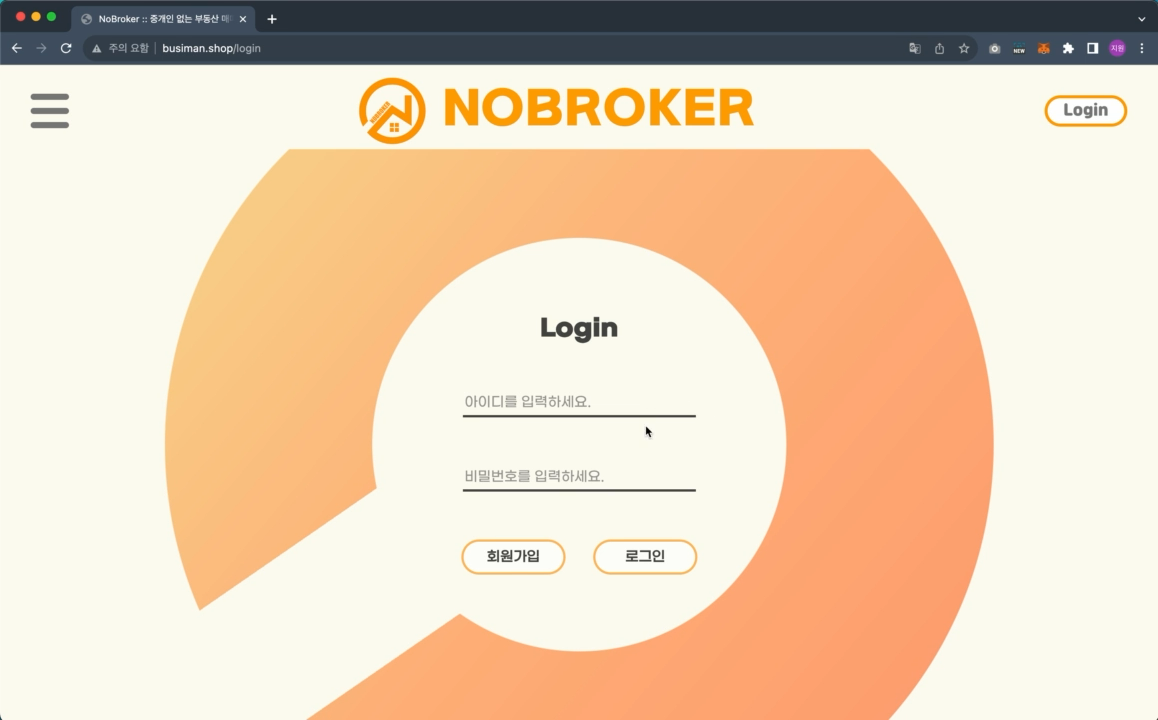 NoBroker :: 중개인 없는 부동산
주의 요함 busiman.shop/login
NEW
지원
NOBROKER
Login
Login
아이디를 입력하세요.
비밀번호를 입력하세요.
회원가입 로그인